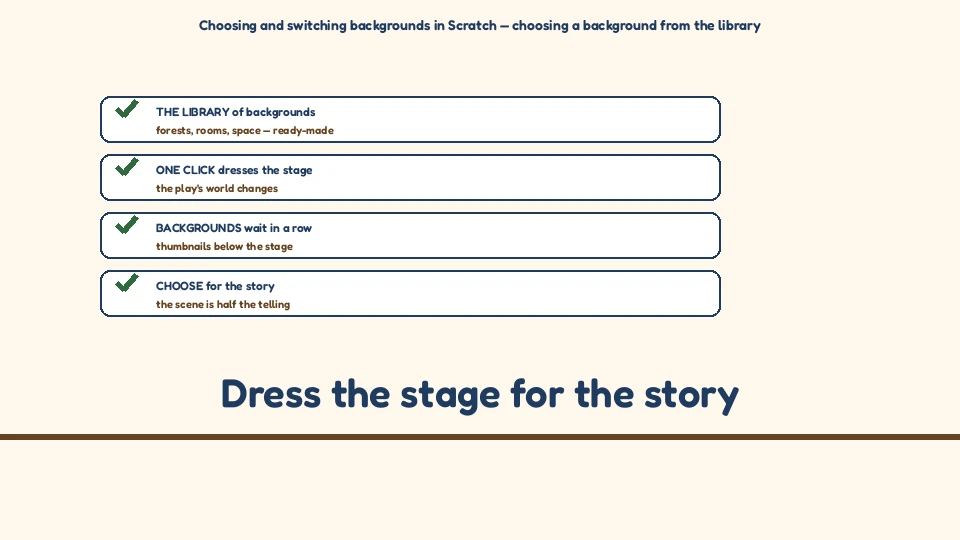 Choosing and switching backgrounds in Scratch — choosing a background from the library
THE LIBRARY of backgrounds
forests, rooms, space — ready-made
ONE CLICK dresses the stage
the play's world changes
BACKGROUNDS wait in a row
thumbnails below the stage
CHOOSE for the story
the scene is half the telling
Dress the stage for the story